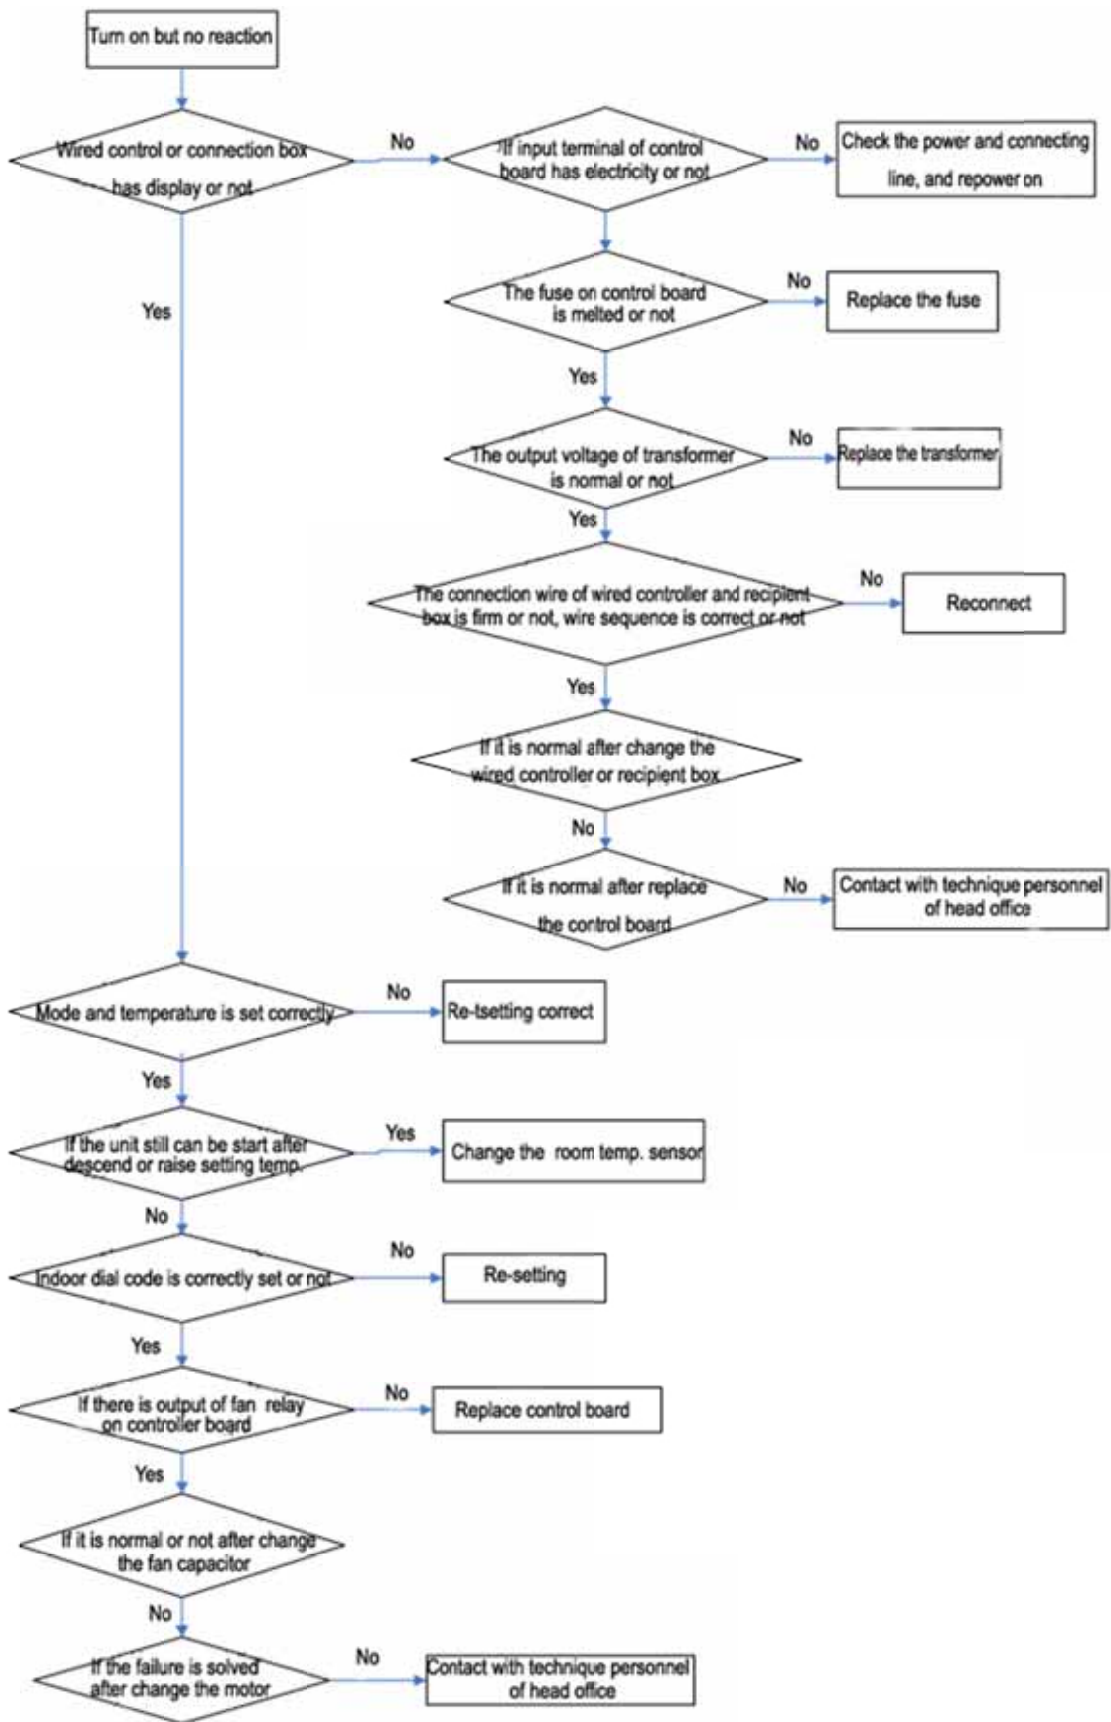 Turn on but no reaction
Wired control or connection box
has display or not
No
If input terminal of control
board has electricity or not
No
Check the power and connecting
line, and repower on
Yes
The fuse on control board
is melted or not
No
Replace the fuse
Yes
The output voltage of transformer
is normal or not
No
Replace the transformer
Yes
The connection wire of wired controller and recipient
box is firm or not, wire sequence is correct or not
No
Reconnect
Yes
If it is normal after change the
wired controller or recipient box
No
If it is normal after replace
the control board
No
Contact with technique personnel
of head office
Mode and temperature is set correctly
No
Re-tsetting correct
Yes
If the unit still can be start after
descend or raise setting temp.
Yes
Change the room temp. sensor
No
Indoor dial code is correctly set or not
No
Re-setting
Yes
If there is output of fan relay
on controller board
No
Replace control board
Yes
If it is normal or not after change
the fan capacitor
No
If the failure is solved
after change the motor
No
Contact with technique personnel
of head office